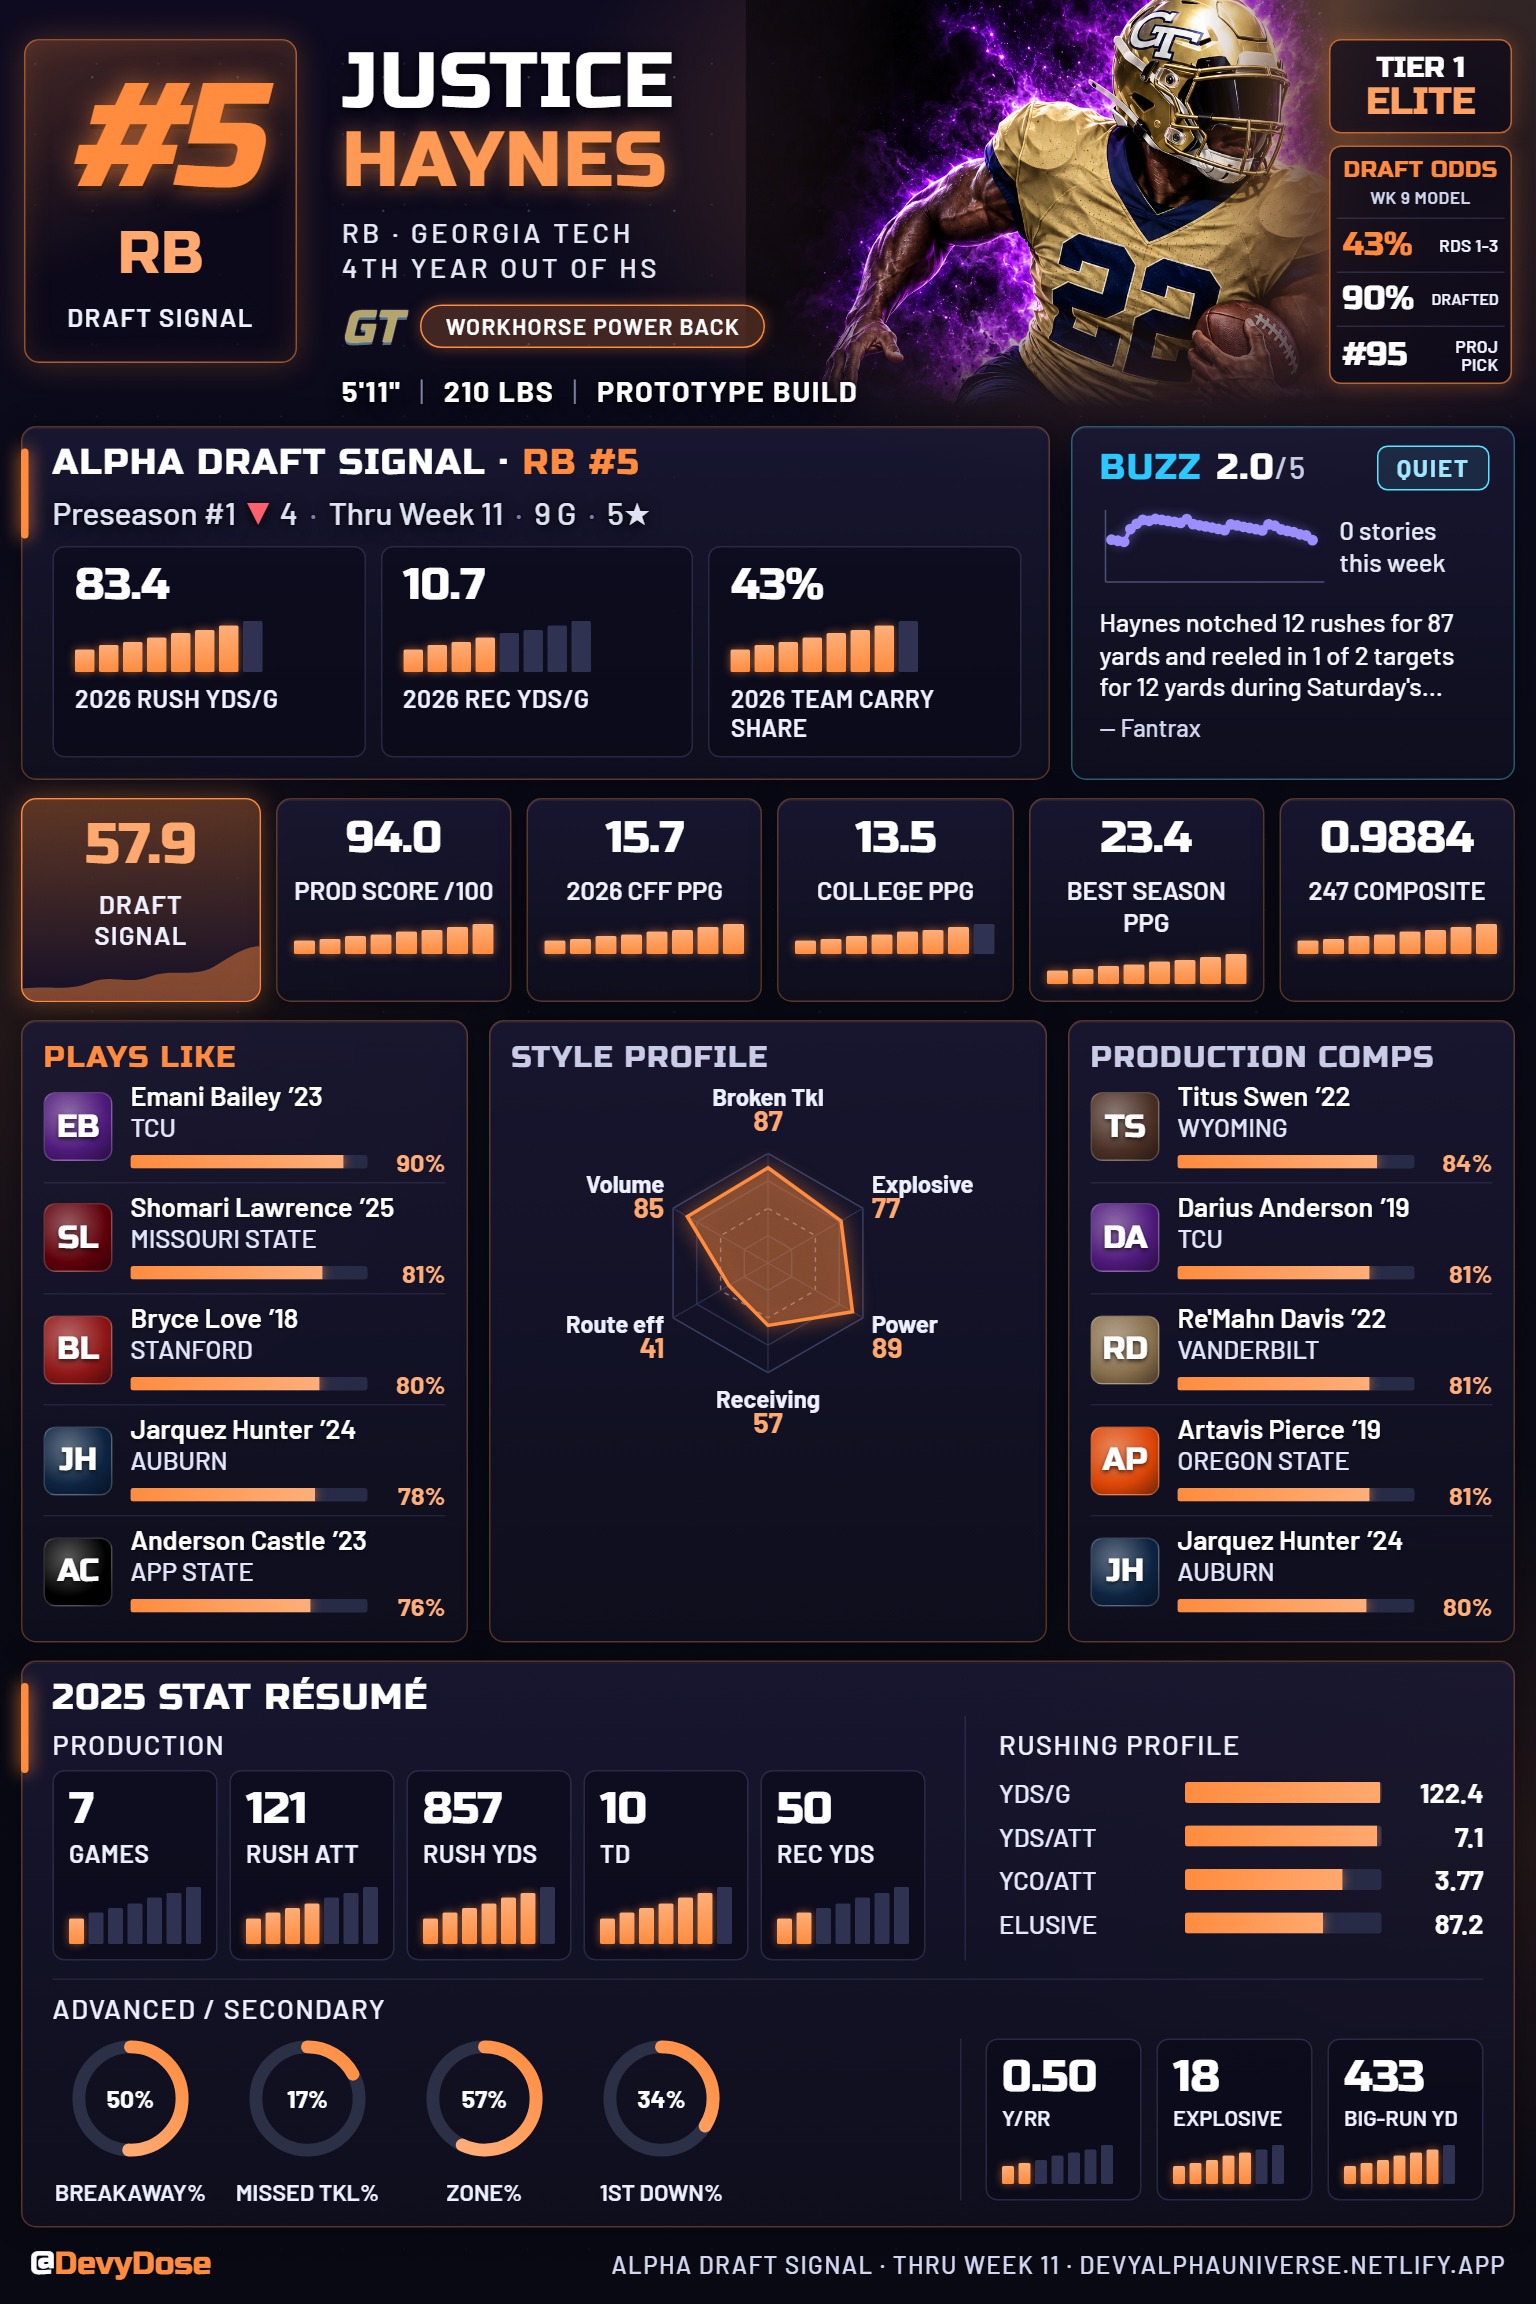 #5
RB
DRAFT SIGNAL
JUSTICE
HAYNES
RB · GEORGIA TECH
4TH YEAR OUT OF HS
GT
WORKHORSE POWER BACK
5'11" | 210 LBS | PROTOTYPE BUILD
GT
22
TIER 1
ELITE
DRAFT ODDS
WK 9 MODEL
43% RDS 1-3
90% DRAFTED
#95 PROJ PICK
ALPHA DRAFT SIGNAL · RB #5
Preseason #1 ▼ 4 · Thru Week 11 · 9 G · 5★
83.4
2026 RUSH YDS/G
10.7
2026 REC YDS/G
43%
2026 TEAM CARRY
SHARE
BUZZ 2.0/5
QUIET
0 stories
this week
Haynes notched 12 rushes for 87
yards and reeled in 1 of 2 targets
for 12 yards during Saturday's...
— Fantrax
57.9
DRAFT
SIGNAL
94.0
PROD SCORE /100
15.7
2026 CFF PPG
13.5
COLLEGE PPG
23.4
BEST SEASON
PPG
0.9884
247 COMPOSITE
PLAYS LIKE
EB
Emani Bailey ’23
TCU
90%
SL
Shomari Lawrence ’25
MISSOURI STATE
81%
BL
Bryce Love ’18
STANFORD
80%
JH
Jarquez Hunter ’24
AUBURN
78%
AC
Anderson Castle ’23
APP STATE
76%
STYLE PROFILE
Broken Tkl
87
Volume
85
Explosive
77
Route eff
41
Power
89
Receiving
57
PRODUCTION COMPS
TS
Titus Swen ’22
WYOMING
84%
DA
Darius Anderson ’19
TCU
81%
RD
Re'Mahn Davis ’22
VANDERBILT
81%
AP
Artavis Pierce ’19
OREGON STATE
81%
JH
Jarquez Hunter ’24
AUBURN
80%
2025 STAT RÉSUMÉ
PRODUCTION
7
GAMES
121
RUSH ATT
857
RUSH YDS
10
TD
50
REC YDS
RUSHING PROFILE
YDS/G 122.4
YDS/ATT 7.1
YCO/ATT 3.77
ELUSIVE 87.2
ADVANCED / SECONDARY
50%
BREAKAWAY%
17%
MISSED TKL%
57%
ZONE%
34%
1ST DOWN%
0.50
Y/RR
18
EXPLOSIVE
433
BIG-RUN YD
@DevyDose
ALPHA DRAFT SIGNAL · THRU WEEK 11 · DEVYALPHAUNIVERSE.NETLIFY.APP